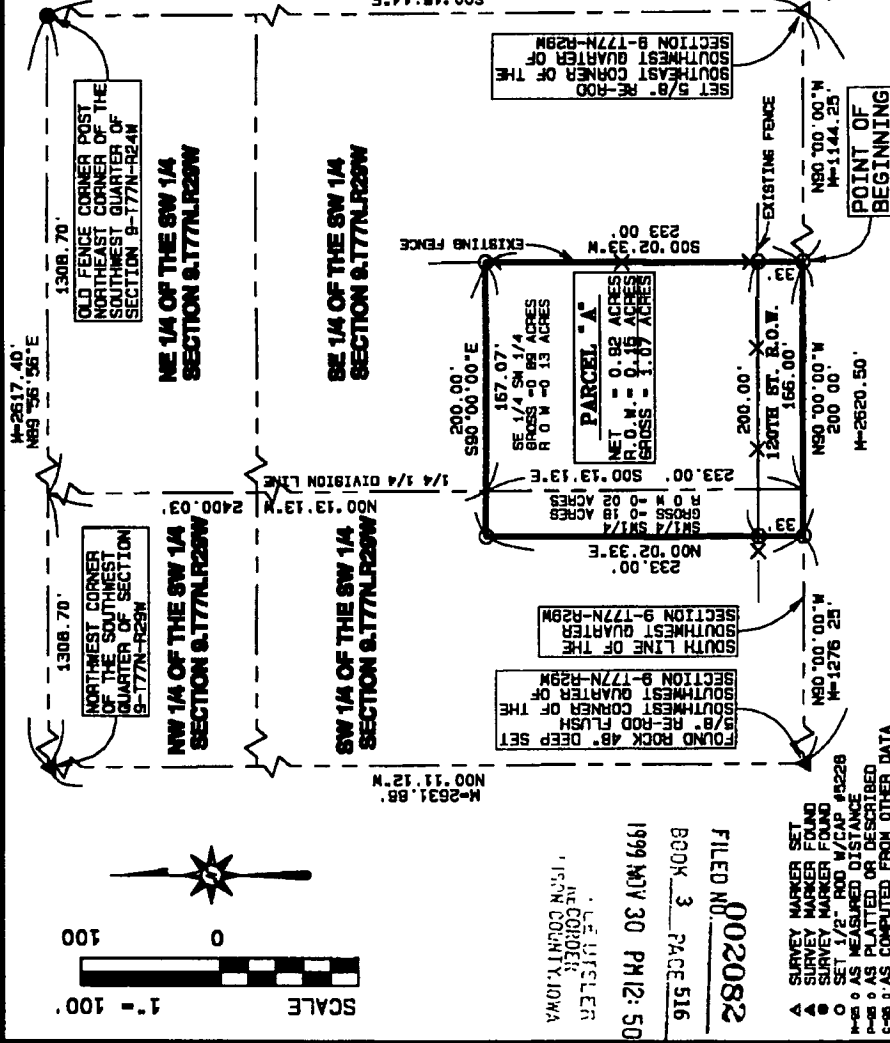 M=2617.40'
N89°56'56"E
1308.70'
1308.70'
OLD FENCE CORNER POST
NORTHEAST CORNER OF THE
SOUTHWEST QUARTER OF
SECTION 9-T77N-R24W
NORTHWEST CORNER
OF THE SOUTHWEST
QUARTER OF SECTION
9-T77N-R29W
NE 1/4 OF THE SW 1/4
SECTION 9.T77N.R29W
NW 1/4 OF THE SW 1/4
SECTION 9.T77N.R29W
SE 1/4 OF THE SW 1/4
SECTION 9.T77N.R29W
SW 1/4 OF THE SW 1/4
SECTION 9.T77N.R29W
N00°13'13"W 2400.03'
1/4 1/4 DIVISION LINE
M=2631.88'
N00°11'12"W
SET 5/8" RE-ROD
SOUTHEAST CORNER OF THE
SOUTHWEST QUARTER OF
SECTION 9-T77N-R29W
EXISTING FENCE
EXISTING FENCE
S90°00'00"E
200.00'
167.07'
SE 1/4 SW 1/4
GROSS =0 89 ACRES
R O W =0 13 ACRES
PARCEL "A"
NET = 0.92 ACRES
R.O.W. = 0.15 ACRES
GROSS = 1.07 ACRES
S00°02'33"W
233 00'
S00°13'13"E 233.00'
SW1/4 SW1/4
GROSS =0 18 ACRES
R O W =0 02 ACRES
N00°02'33"E
233.00'
200.00'
120TH ST. R.O.W.
166.00'
33'
33'
N90°00'00"W
200 00'
M=2620.50'
N90°00'00"W
M=1144.25'
POINT OF
BEGINNING
N90°00'00"W
M=1276 25'
SOUTH LINE OF THE
SOUTHWEST QUARTER
SECTION 9-T77N-R29W
FOUND ROCK 48" DEEP SET
5/8" RE-ROD FLUSH
SOUTHWEST CORNER OF THE
SOUTHWEST QUARTER OF
SECTION 9-T77N-R29W
SCALE
1" = 100'
0 100
FILED NO. 002082
BOOK 3 PAGE 516
1999 NOV 30 PM 12:50
RECORDER
COUNTY, IOWA
SURVEY MARKER SET
SURVEY MARKER FOUND
SURVEY MARKER FOUND
SET 1/2" ROD W/CAP #5228
AS MEASURED DISTANCE
AS PLATTED OR DESCRIBED
AS COMPUTED FROM OTHER DATA